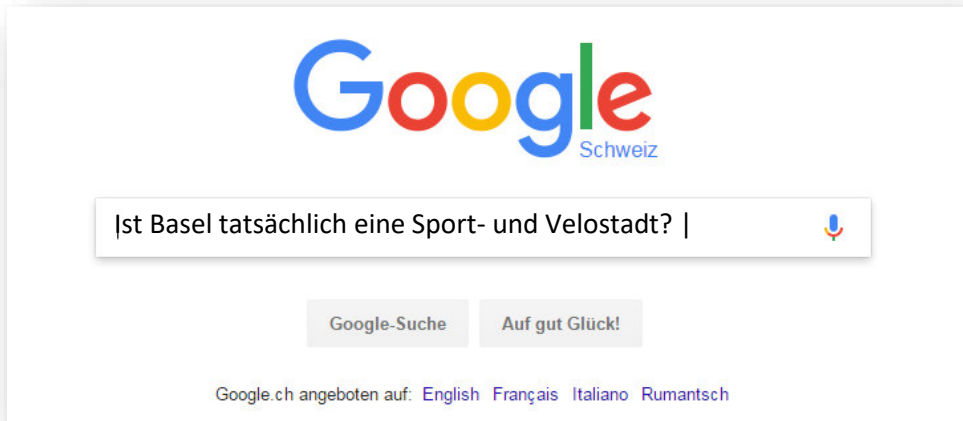 Google
Schweiz
Ist Basel tatsächlich eine Sport- und Velostadt? |
Google-Suche Auf gut Glück!
Google.ch angeboten auf: English Français Italiano Rumantsch